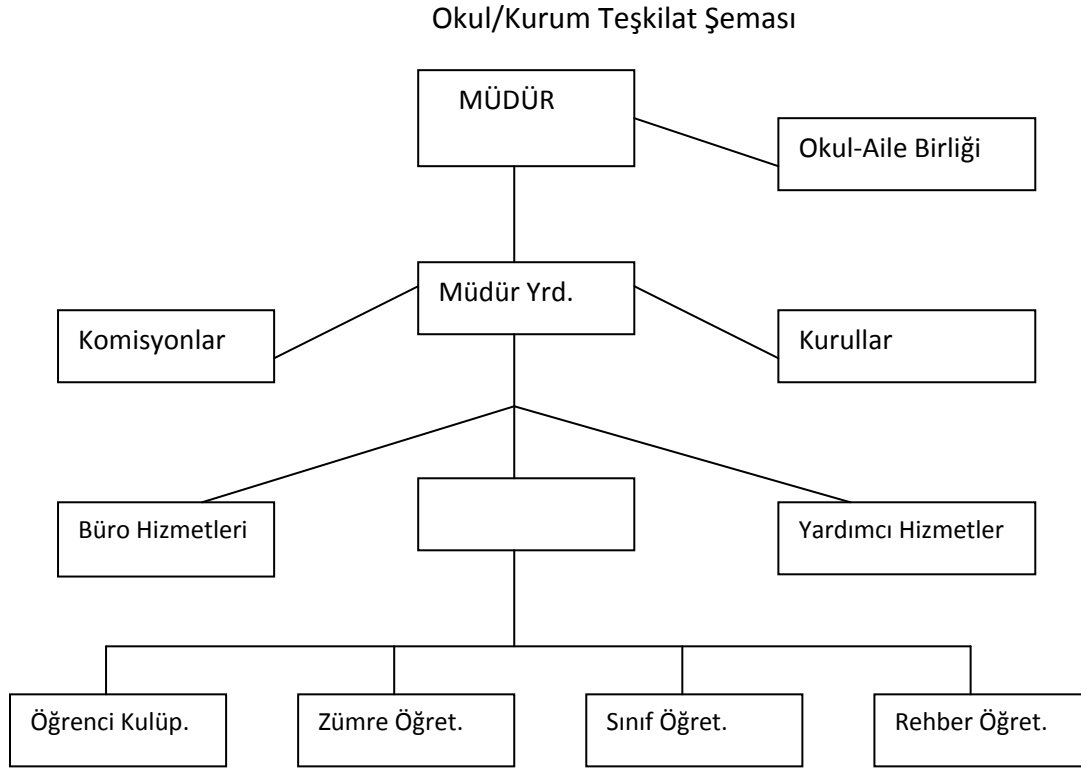 Okul/Kurum Teşkilat Şeması
MÜDÜR
Okul-Aile Birliği
Müdür Yrd.
Komisyonlar
Kurullar
Büro Hizmetleri
Yardımcı Hizmetler
Öğrenci Kulüp.
Zümre Öğret.
Sınıf Öğret.
Rehber Öğret.